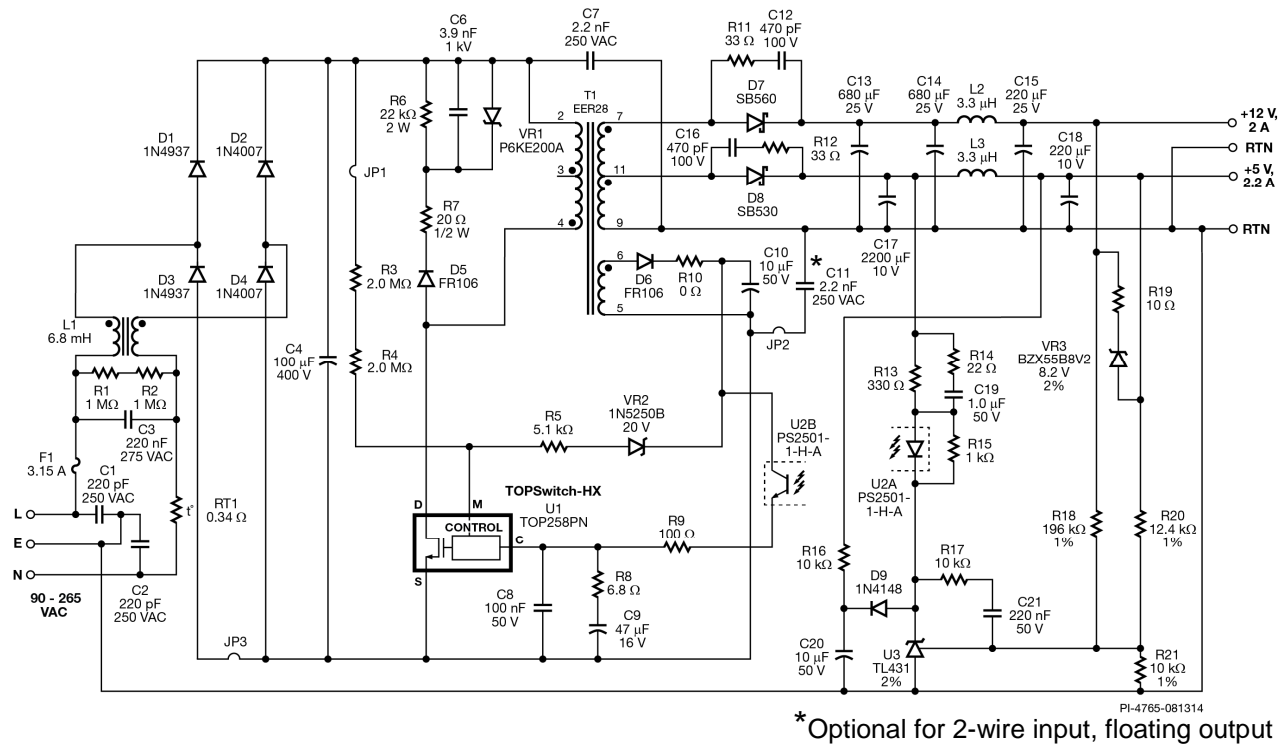 C6
3.9 nF
1 kV
C7
2.2 nF
250 VAC
R11
33 Ω
C12
470 pF
100 V
D7
SB560
C13
680 μF
25 V
C14
680 μF
25 V
L2
3.3 μH
C15
220 μF
25 V
+12 V,
2 A
RTN
R6
22 kΩ
2 W
VR1
P6KE200A
T1
EER28
2
3
4
7
11
9
6
5
C16
470 pF
100 V
R12
33 Ω
D8
SB530
L3
3.3 μH
C18
220 μF
10 V
+5 V,
2.2 A
RTN
D1
1N4937
D2
1N4007
JP1
R7
20 Ω
1/2 W
D3
1N4937
D4
1N4007
R3
2.0 MΩ
D5
FR106
D6
FR106
R10
0 Ω
C10
10 μF
50 V
*
C11
2.2 nF
250 VAC
C17
2200 μF
10 V
JP2
L1
6.8 mH
R1
1 MΩ
R2
1 MΩ
C3
220 nF
275 VAC
C4
100 μF
400 V
R4
2.0 MΩ
R5
5.1 kΩ
VR2
1N5250B
20 V
U2B
PS2501-
1-H-A
R13
330 Ω
R14
22 Ω
C19
1.0 μF
50 V
R15
1 kΩ
U2A
PS2501-
1-H-A
VR3
BZX55B8V2
8.2 V
2%
R19
10 Ω
F1
3.15 A
C1
220 pF
250 VAC
RT1
0.34 Ω
t°
L
E
N
90 - 265
VAC
C2
220 pF
250 VAC
TOPSwitch-HX
U1
TOP258PN
D
M
CONTROL
C
S
R9
100 Ω
R8
6.8 Ω
C8
100 nF
50 V
C9
47 μF
16 V
R16
10 kΩ
D9
1N4148
R17
10 kΩ
C21
220 nF
50 V
R18
196 kΩ
1%
R20
12.4 kΩ
1%
C20
10 μF
50 V
U3
TL431
2%
R21
10 kΩ
1%
JP3
PI-4765-081314
*Optional for 2-wire input, floating output